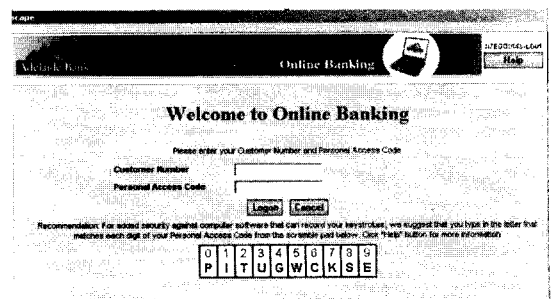 cape
Adelaide Bank
Online Banking
Help
Welcome to Online Banking
Please enter your Customer Number and Personal Access Code
Customer Number
Personal Access Code
Logon Cancel
Recommendation: For added security against computer software that can record your keystrokes, we suggest that you type in the letter that
matches each digit of your Personal Access Code from the scramble pad below. Click "Help" button for more information
0 1 2 3 4 5 6 7 8 9
P I T U G W C K S E